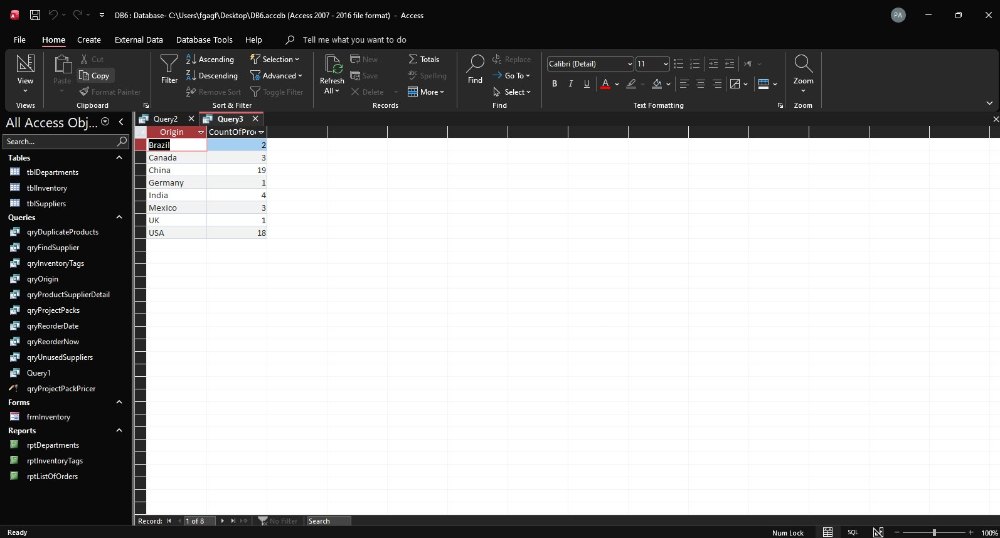 DB6 : Database- C:\Users\fgagf\Desktop\DB6.accdb (Access 2007 - 2016 file format) - Access
PA
File Home Create External Data Database Tools Help Tell me what you want to do
View
Views
Paste
Cut
Copy
Format Painter
Clipboard
Filter
Ascending
Descending
Remove Sort
Selection
Advanced
Toggle Filter
Sort & Filter
Refresh
All
New
Save
Delete
Totals
Spelling
More
Records
Find
Replace
Go To
Select
Find
Calibri (Detail) 11
B I U A
Text Formatting
Zoom
Zoom
All Access Obj...
Search...
Tables
tblDepartments
tblInventory
tblSuppliers
Queries
qryDuplicateProducts
qryFindSupplier
qryInventoryTags
qryOrigin
qryProductSupplierDetail
qryProjectPacks
qryReorderDate
qryReorderNow
qryUnusedSuppliers
Query1
qryProjectPackPricer
Forms
frmInventory
Reports
rptDepartments
rptInventoryTags
rptListOfOrders
Query2 Query3
Origin CountOfPro
Brazil 2
Canada 3
China 19
Germany 1
India 4
Mexico 3
UK 1
USA 18
Record: 1 of 8 No Filter Search
Ready
Num Lock SQL 100%